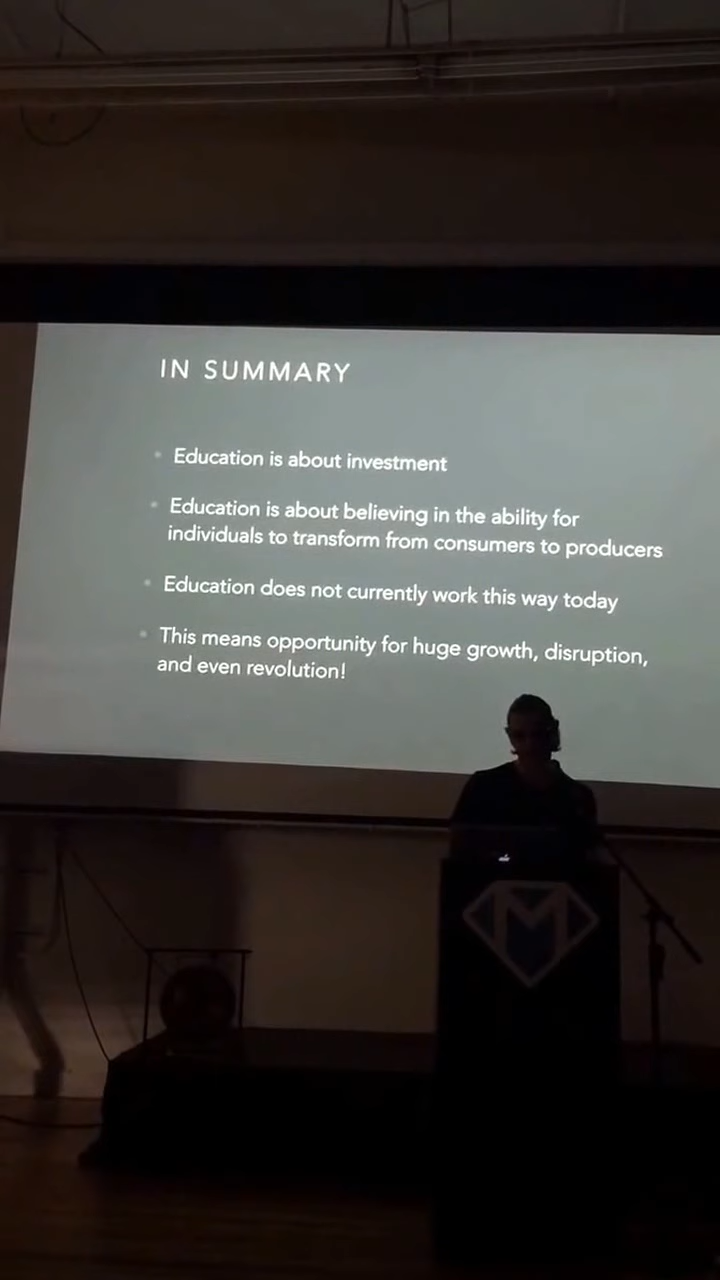 IN SUMMARY
Education is about investment
Education is about believing in the ability for
individuals to transform from consumers to producers
Education does not currently work this way today
This means opportunity for huge growth, disruption,
and even revolution!
M